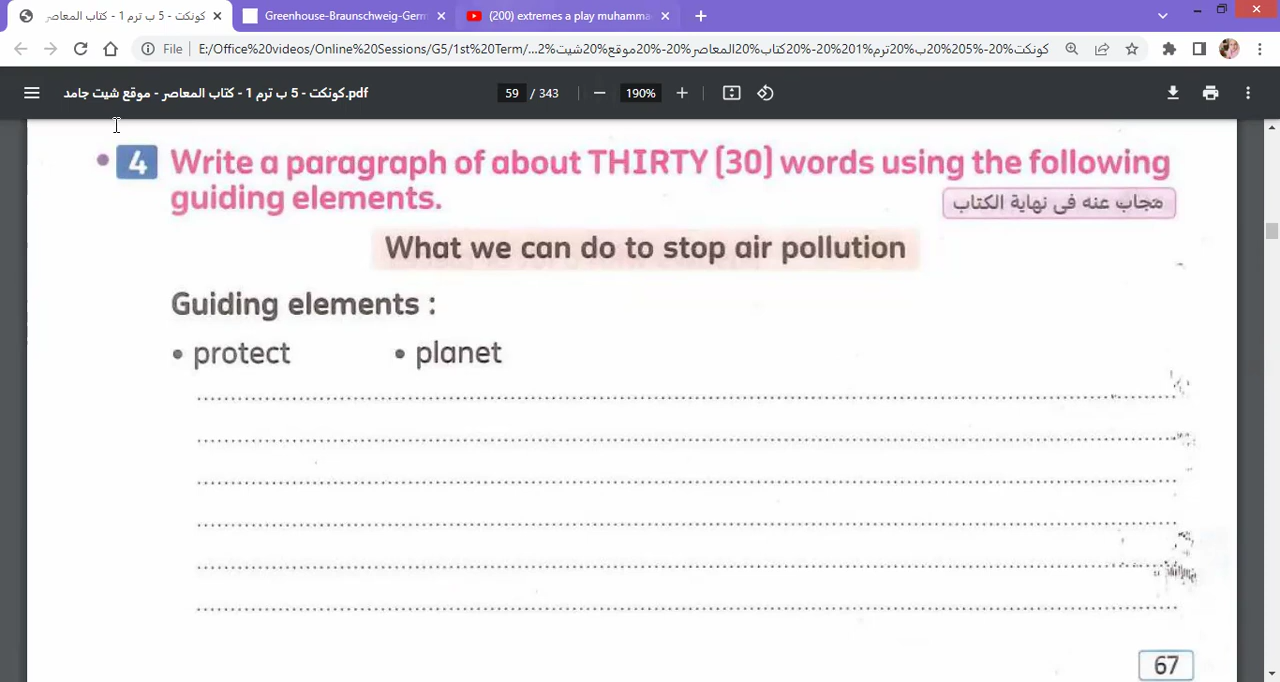 كونكت - 5 ب ترم 1 - كتاب المعاصر
Greenhouse-Braunschweig-Germ
(200) extremes a play muhamma
File
E:/Office%20videos/Online%20Sessions/G5/1st%20Term/...2%كونكت%20-%205%20ب%20ترم%201%20-%20كتاب%20المعاصر%20-%20موقع%20شيت
كونكت - 5 ب ترم 1 - كتاب المعاصر - موقع شيت جامد.pdf
59 / 343
190%
4 Write a paragraph of about THIRTY (30) words using the following
guiding elements.
مجاب عنه فى نهاية الكتاب
What we can do to stop air pollution
Guiding elements :
• protect • planet
67